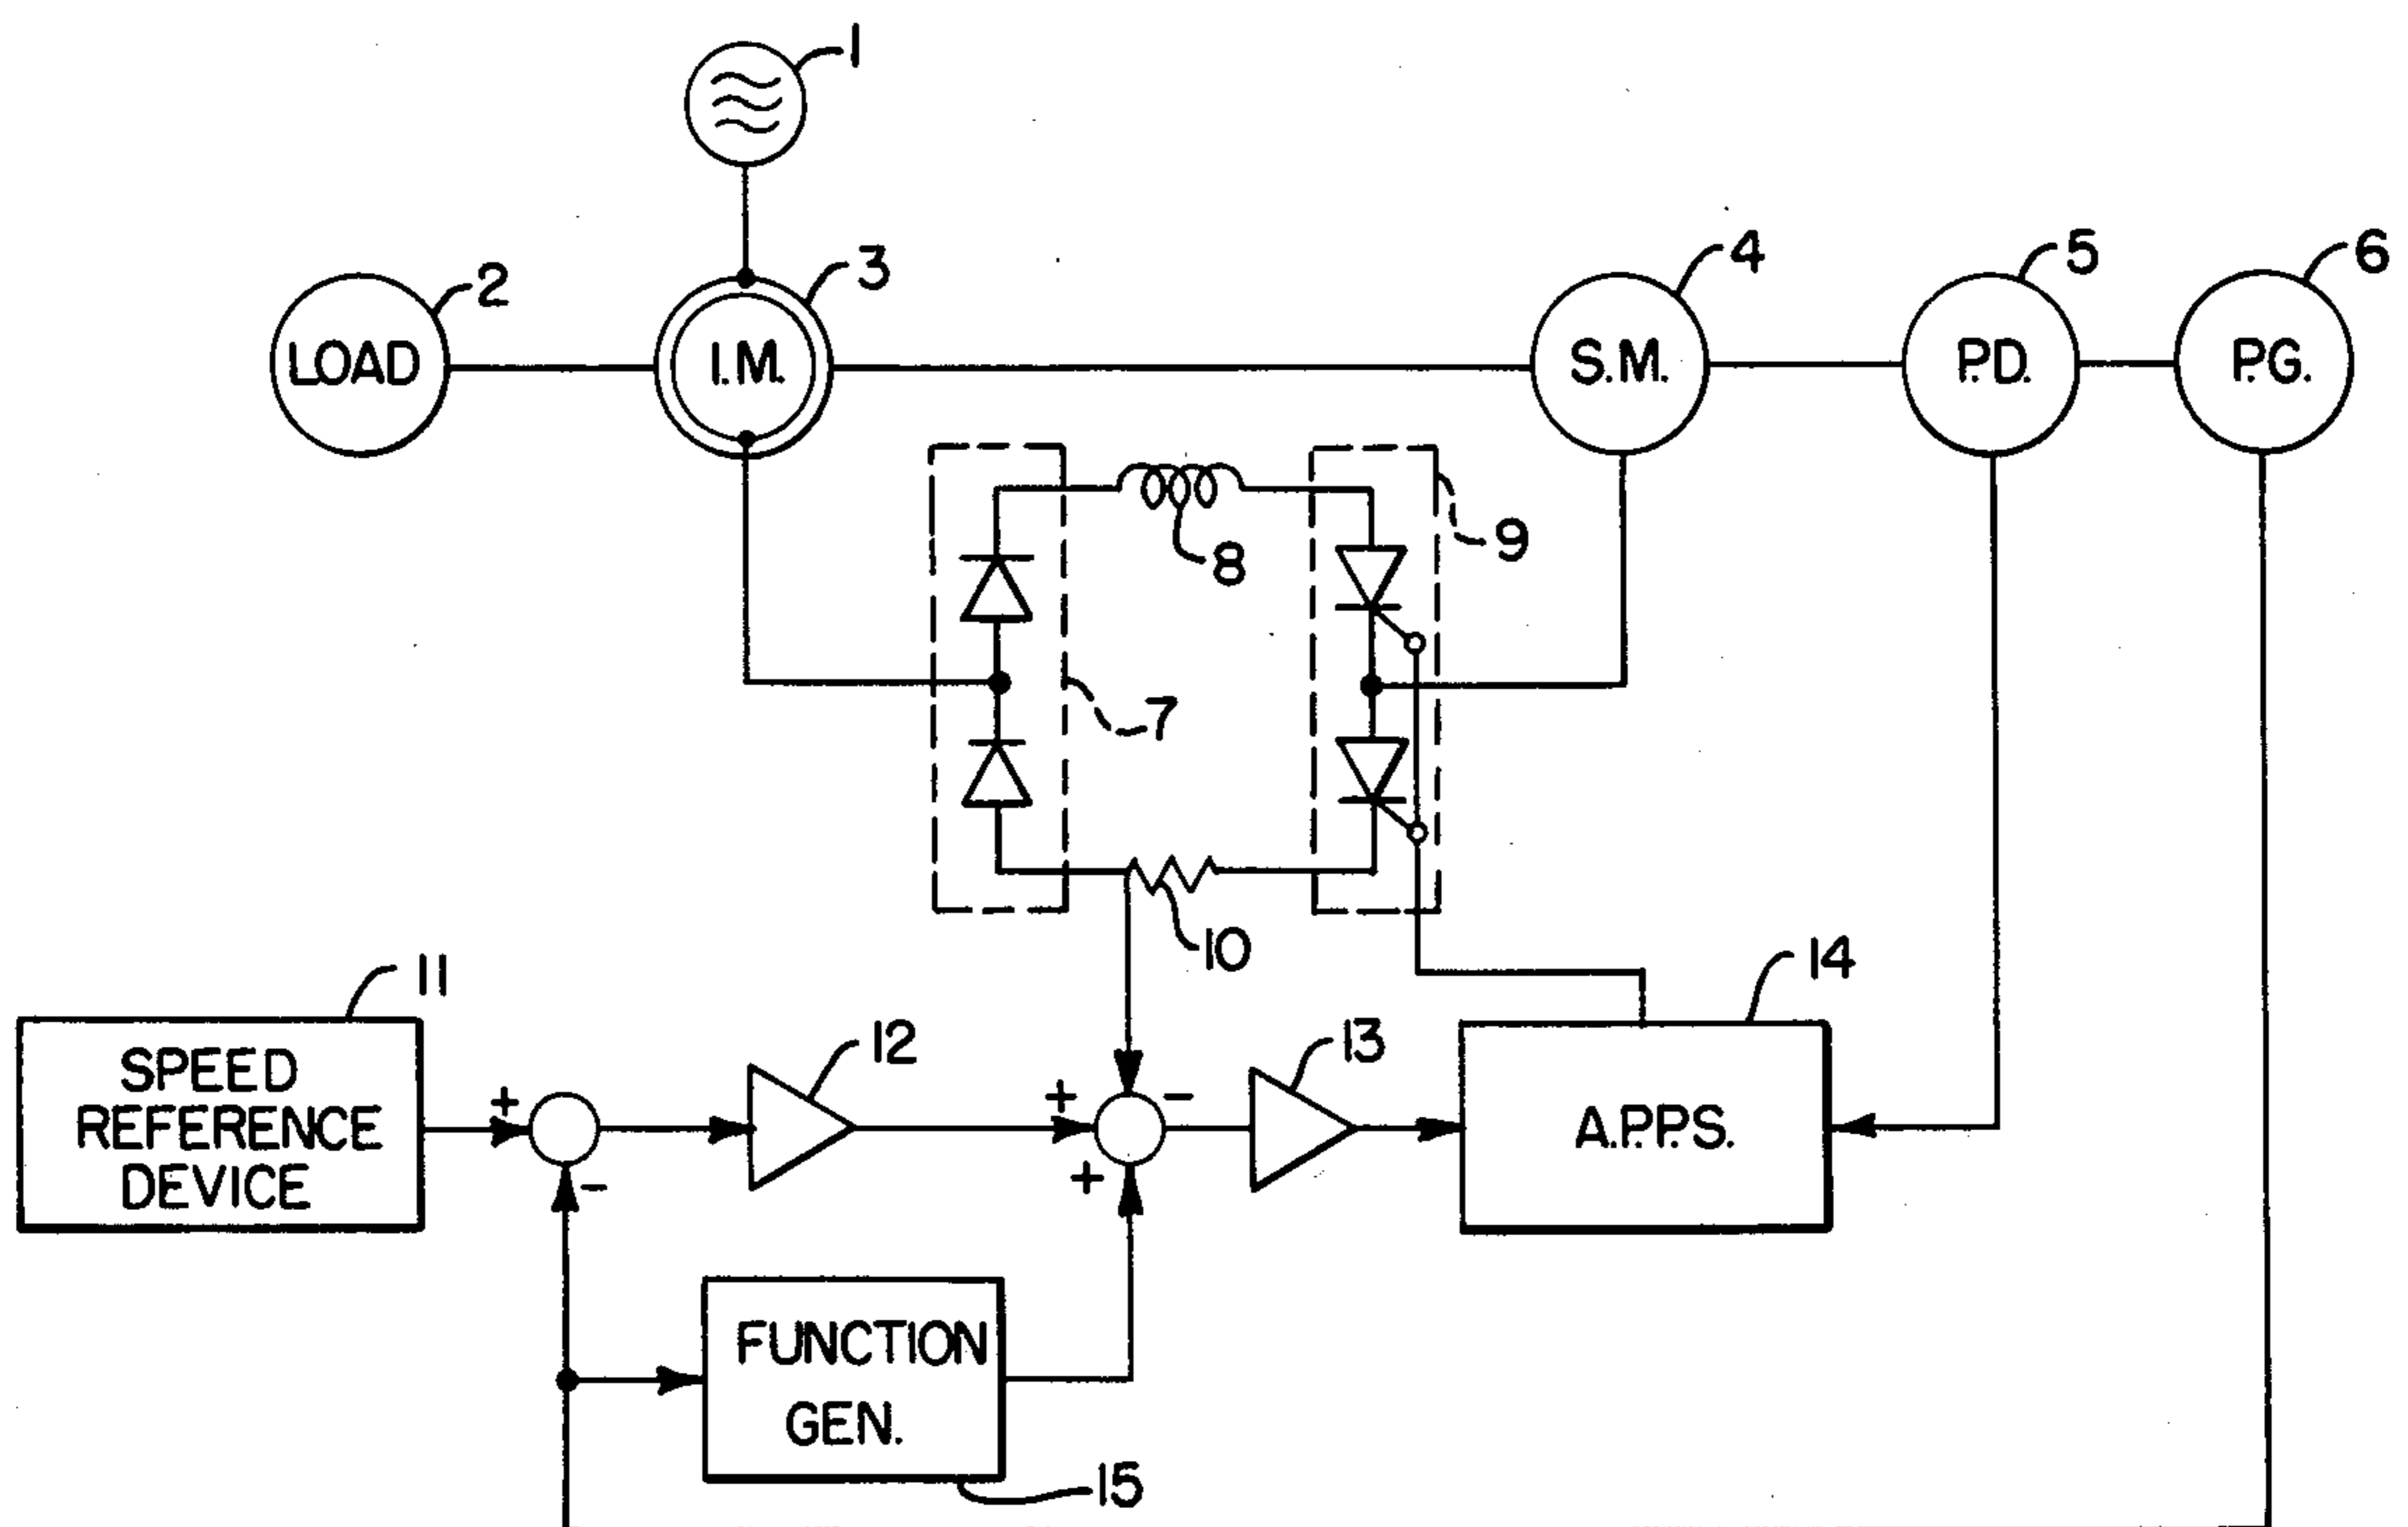 1
2
3
4
5
6
LOAD
I.M.
S.M.
P.D.
P.G.
8
9
7
10
11
12
13
14
SPEED
REFERENCE
DEVICE
+
-
+
-
+
A.P.P.S.
FUNCTION
GEN.
15